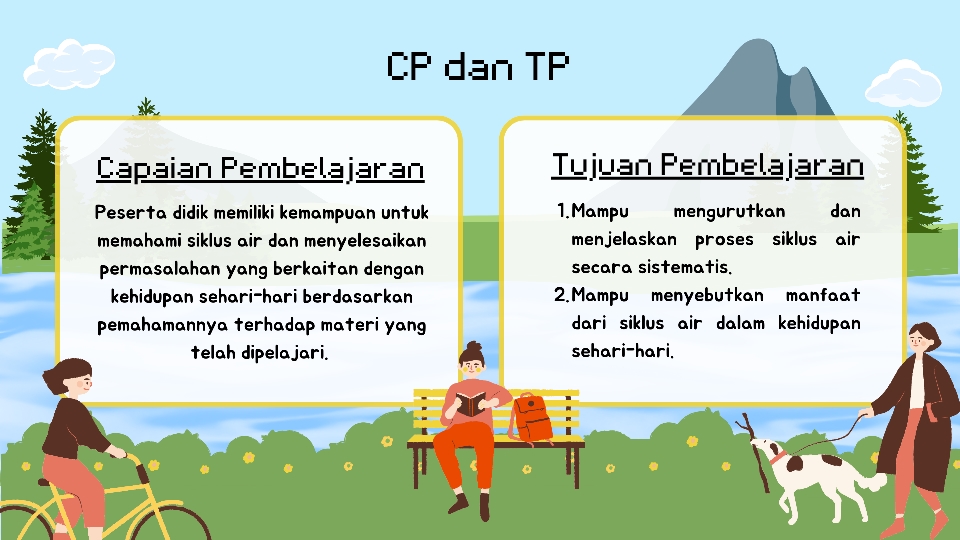 CP dan TP
Capaian Pembelajaran
Peserta didik memiliki kemampuan untuk
memahami siklus air dan menyelesaikan
permasalahan yang berkaitan dengan
kehidupan sehari-hari berdasarkan
pemahamannya terhadap materi yang
telah dipelajari.
Tujuan Pembelajaran
1. Mampu mengurutkan dan
menjelaskan proses siklus air
secara sistematis.
2. Mampu menyebutkan manfaat
dari siklus air dalam kehidupan
sehari-hari.